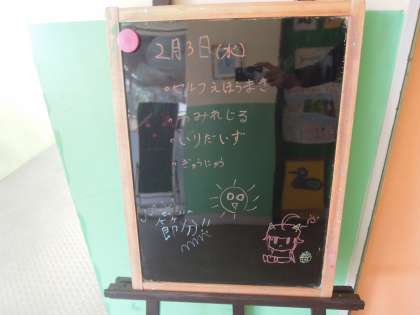 2月3日(水)
・セルフえほうまき
・つみれじる
・いりだいず
・ぎゅうにゅう
節分!!